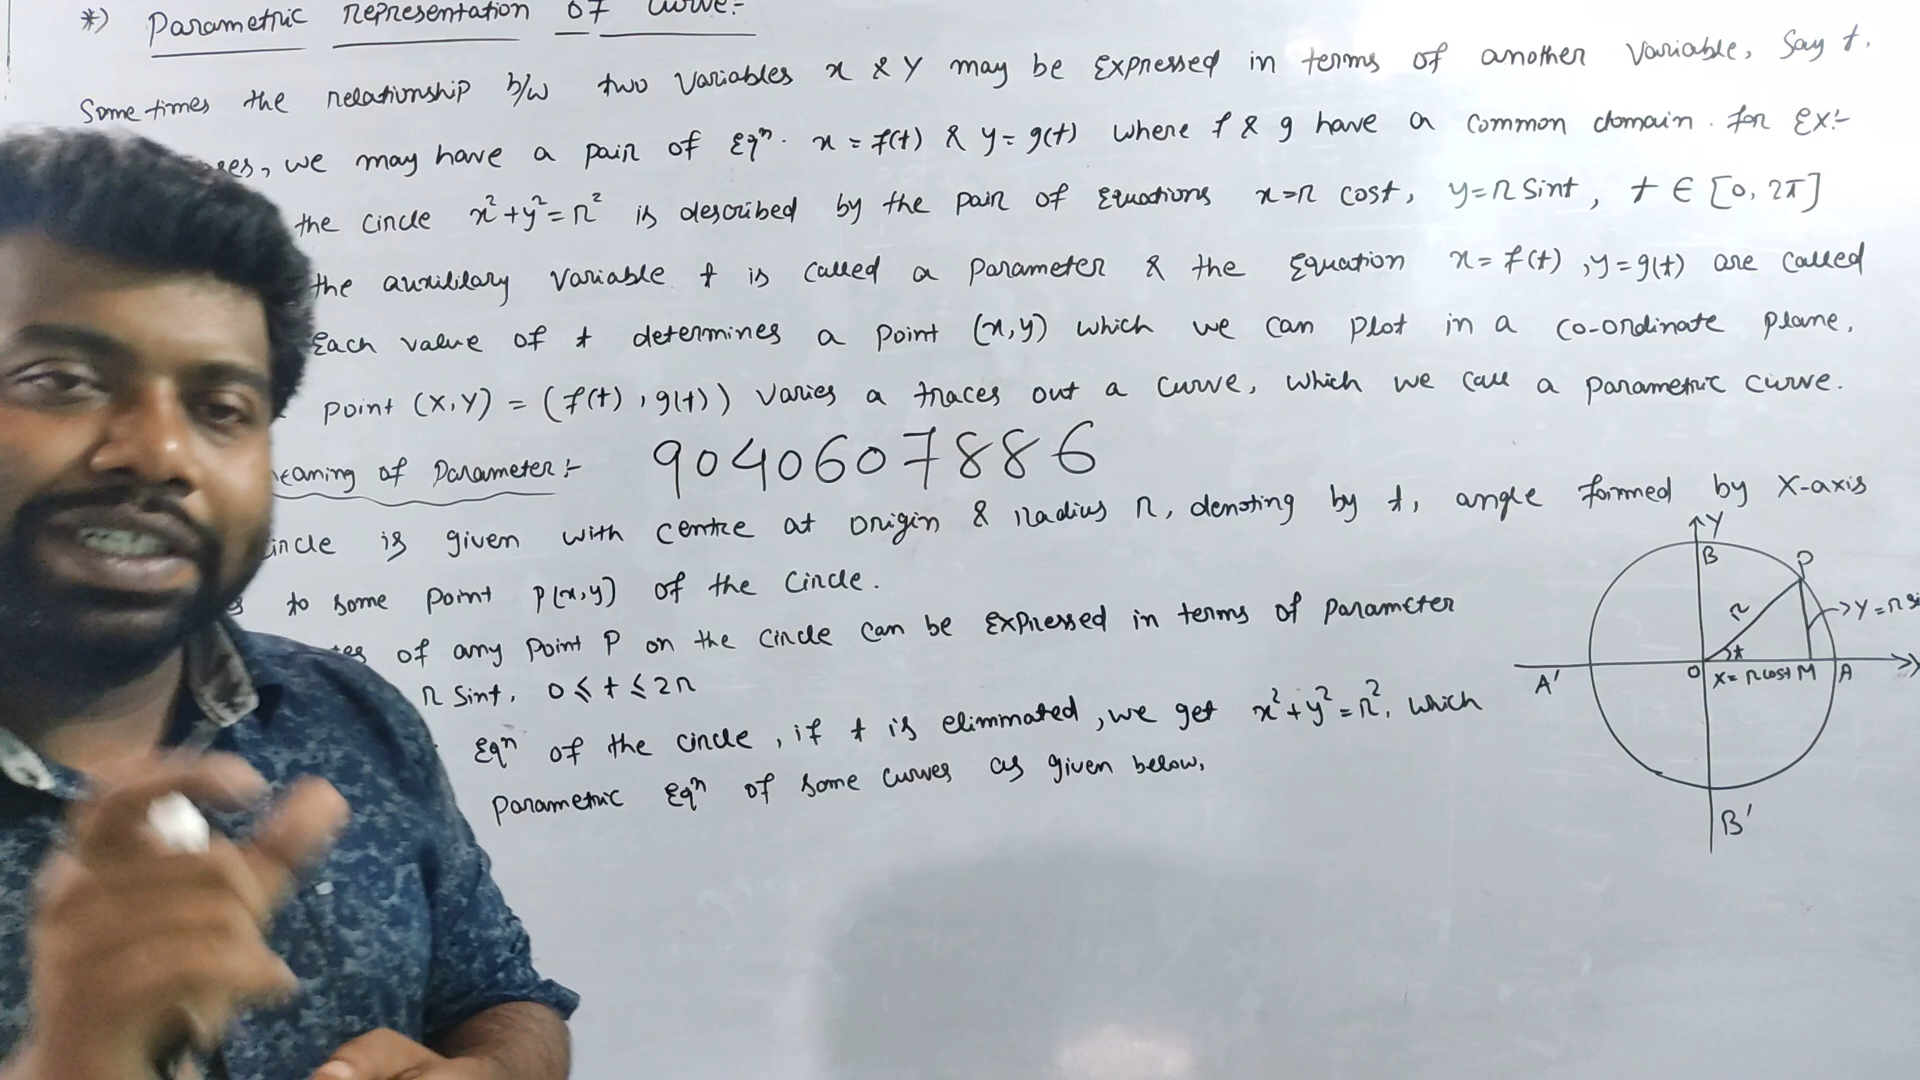 *) Parametric representation of curve:-
Some times the relationship b/w two variables x & y may be expressed in terms of another variable, say t.
we may have a pair of Eqⁿ. x = f(t) & y = g(t) where f & g have a common domain. for Ex:-
the circle x²+y²=r² is described by the pair of Equations x=r cost, y=r Sint, t ∈ [0, 2π]
the auxililary variable t is called a parameter & the Equation x = f(t), y = g(t) are called
Each value of t determines a point (x,y) which we can plot in a co-ordinate plane.
point (X,Y) = (f(t), g(t)) varies a traces out a curve, which we call a parametric curve.
of Parameter:-
9040607886
is given with centre at origin & radius r, denoting by t, angle formed by X-axis
to some point P(x,y) of the circle.
of any point P on the circle can be expressed in terms of parameter
r Sint, 0 ≤ t ≤ 2π
Eqⁿ of the circle, if t is elimmated, we get x²+y²=r², which
parametric Eqⁿ of some curves as given below,
Y
B
P
r
t
O
X = r cost
M
A
A'
B'